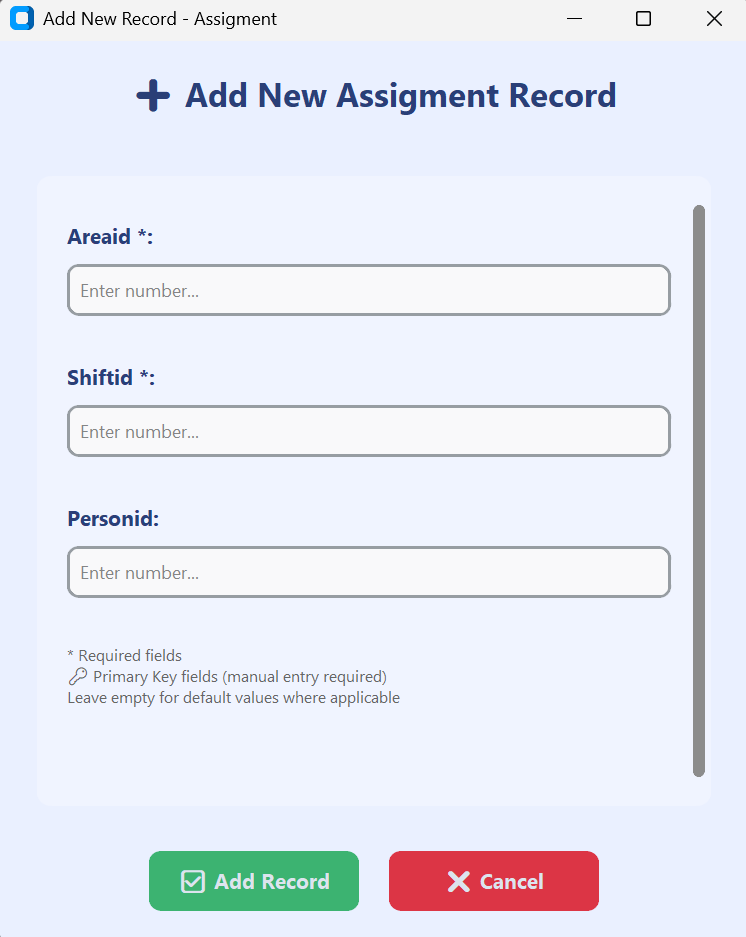 Add New Record - Assigment
Add New Assigment Record
Areaid *:
Enter number...
Shiftid *:
Enter number...
Personid:
Enter number...
* Required fields
Primary Key fields (manual entry required)
Leave empty for default values where applicable
Add Record
Cancel